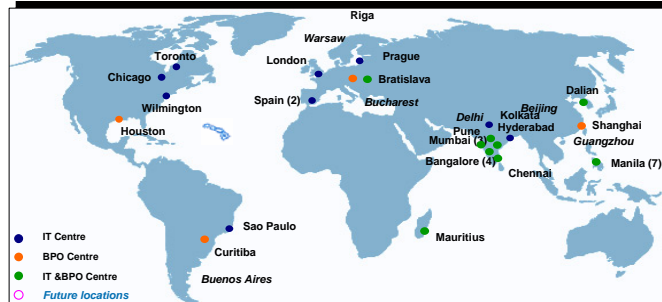 Riga
Warsaw
Toronto
London
Prague
Chicago
Bratislava
Dalian
Wilmington
Spain (2)
Bucharest
Beijing
Delhi
Kolkata
Houston
Pune
Hyderabad
Shanghai
Mumbai (3)
Guangzhou
Bangalore (4)
Manila (7)
Chennai
Sao Paulo
Mauritius
Curitiba
Buenos Aires
IT Centre
BPO Centre
IT &BPO Centre
Future locations